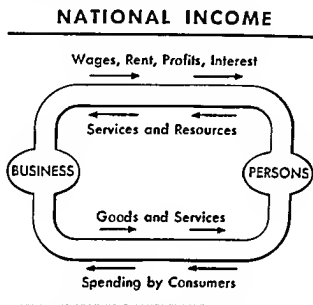 NATIONAL INCOME
Wages, Rent, Profits, Interest
Services and Resources
BUSINESS
PERSONS
Goods and Services
Spending by Consumers